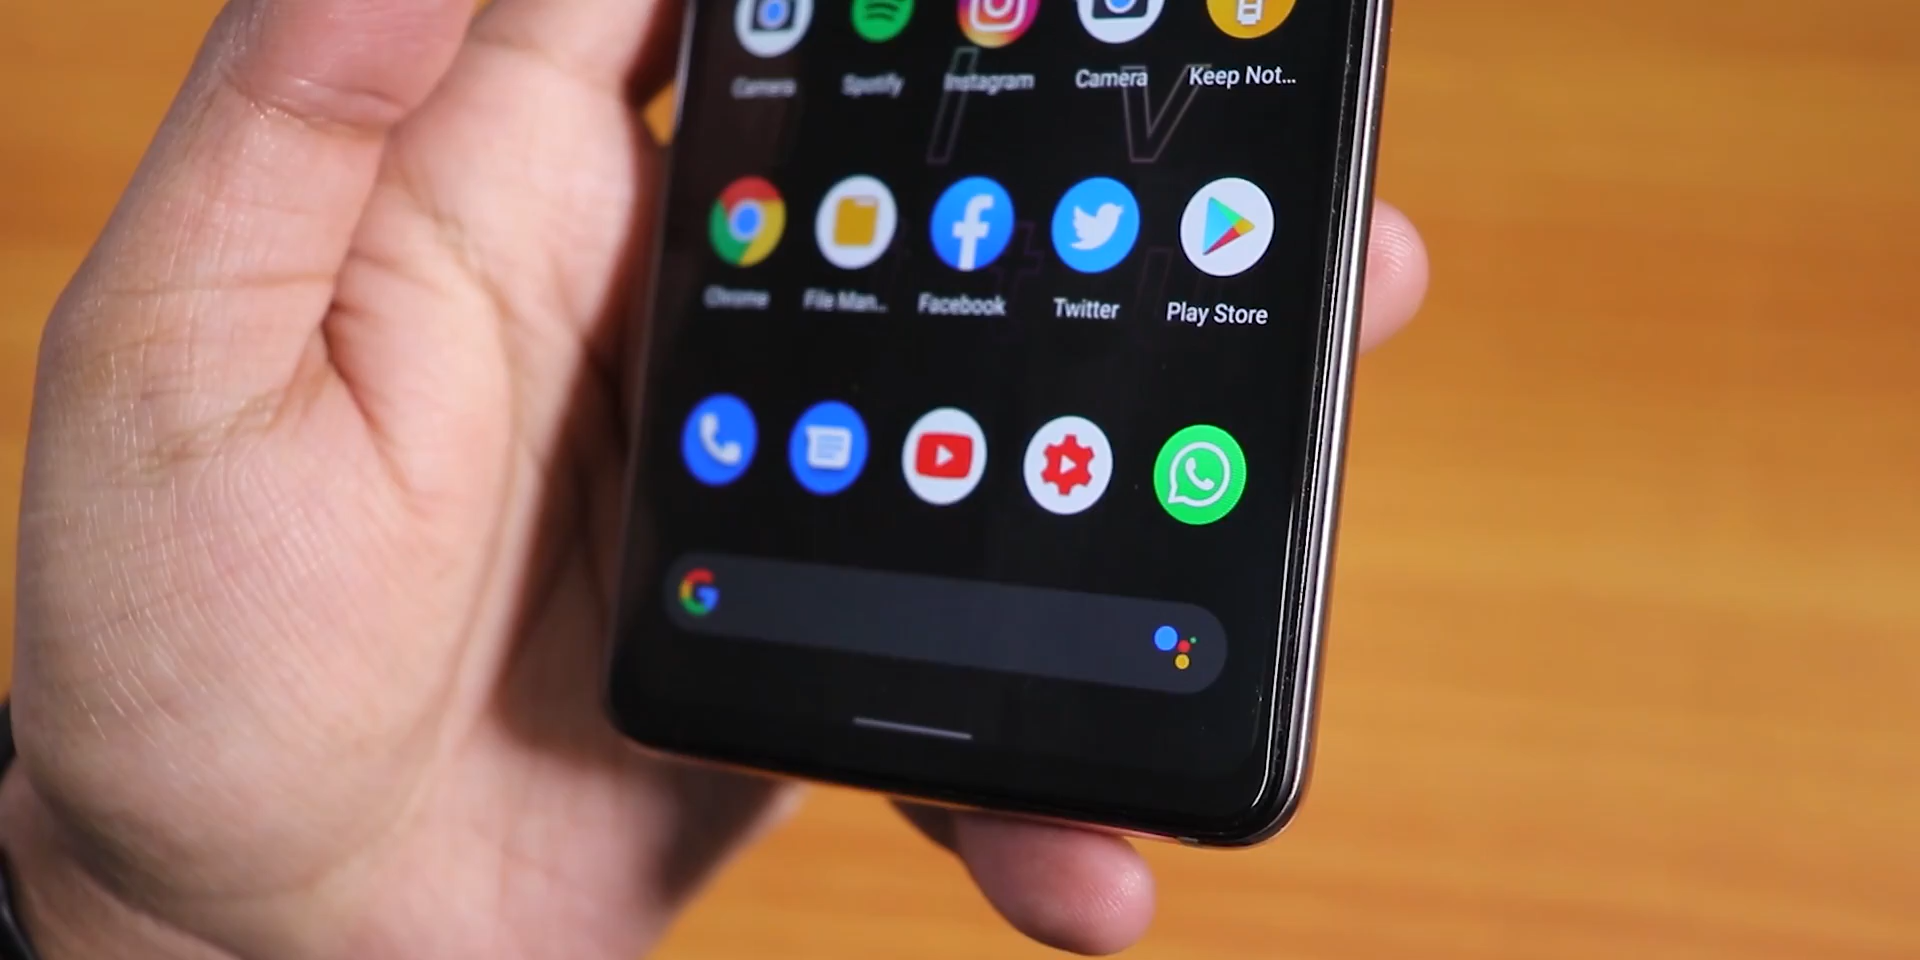 Camera Spotify Instagram Camera Keep Not...
Chrome File Man... Facebook Twitter Play Store
G